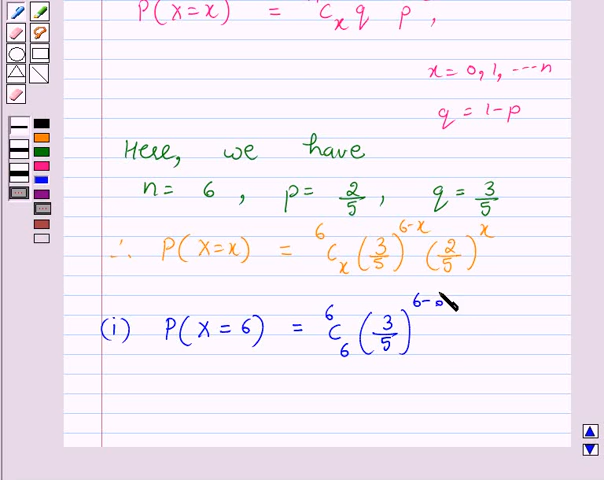 P(X=x) = ⁿCₓ q p ,
x = 0, 1, ---n
q = 1-p
Here, we have
n = 6 , p = 2/5 , q = 3/5
∴ P(X=x) = ⁶Cₓ (3/5)⁶⁻ˣ (2/5)ˣ
(i) P(X=6) = ⁶C₆ (3/5)⁶⁻